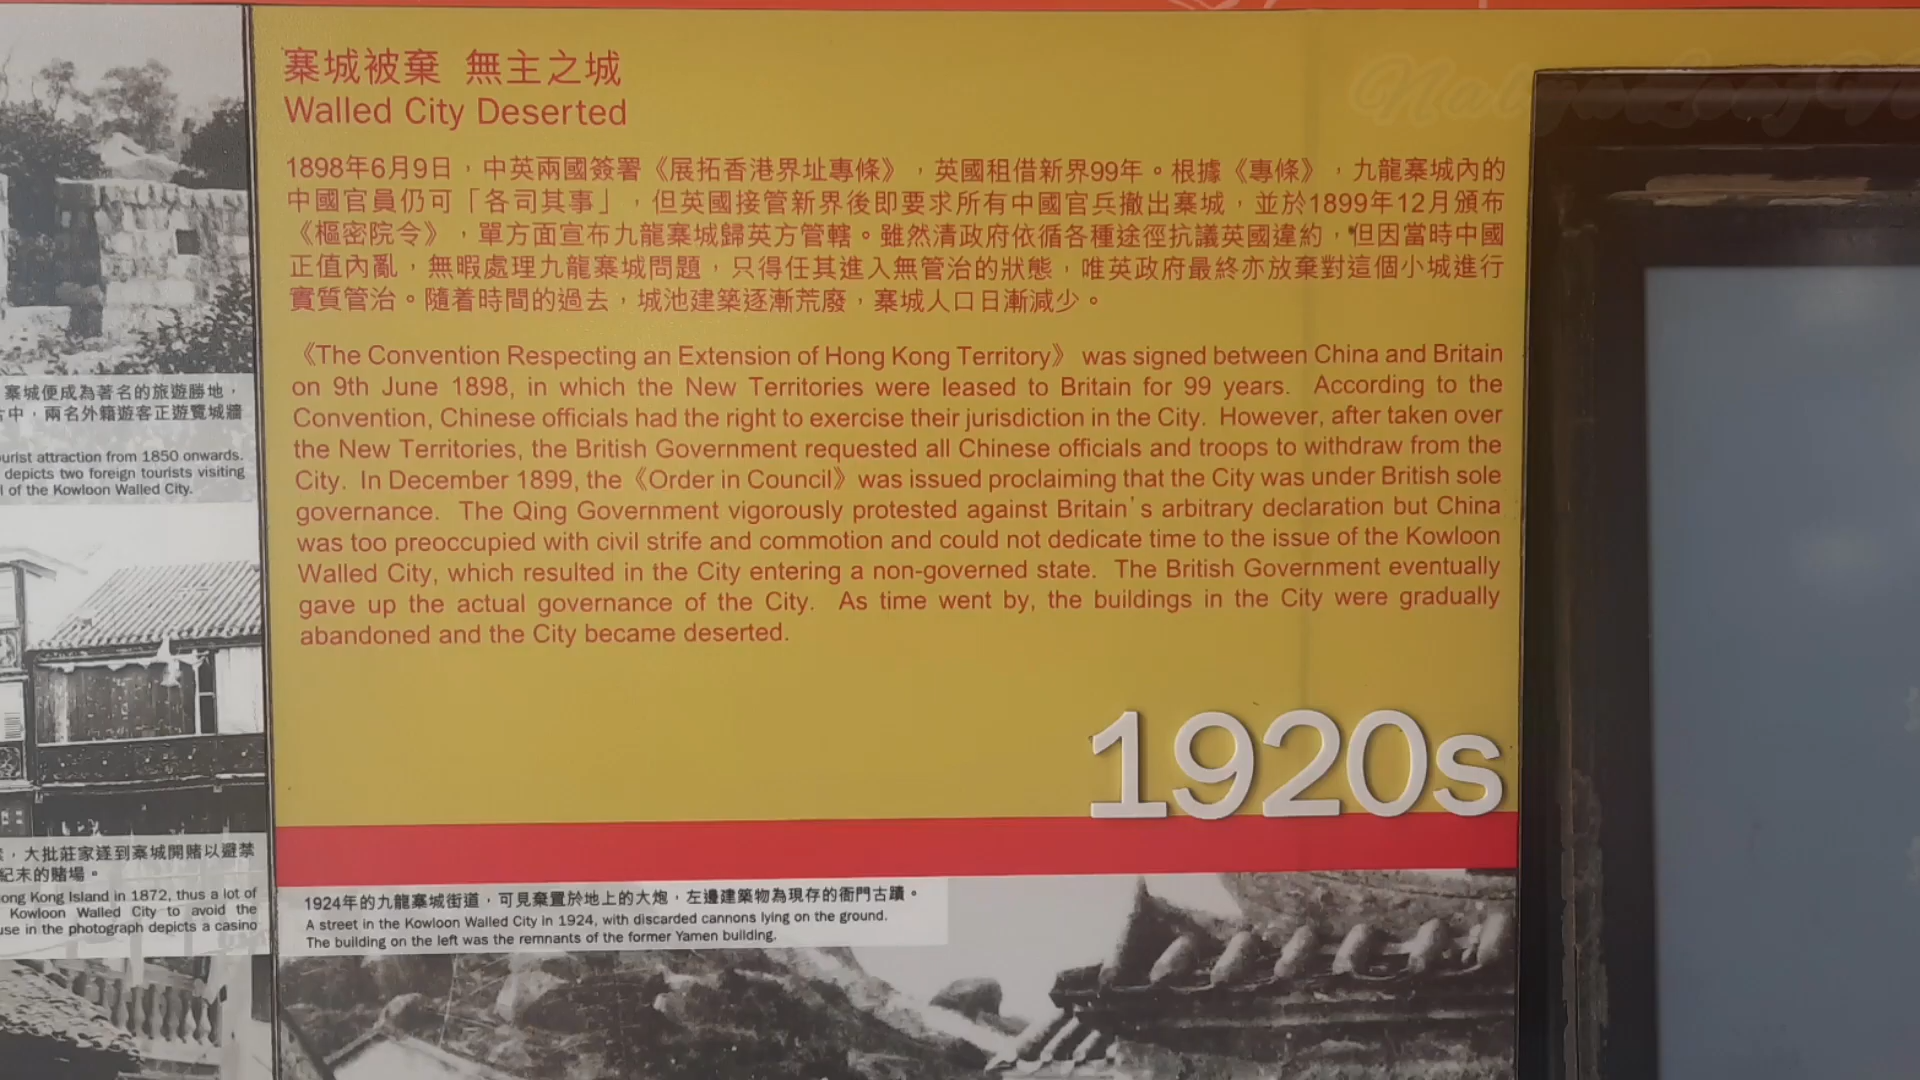 寨城被棄 無主之城
Walled City Deserted
1898年6月9日，中英兩國簽署《展拓香港界址專條》，英國租借新界99年。根據《專條》，九龍寨城內的
中國官員仍可「各司其事」，但英國接管新界後即要求所有中國官兵撤出寨城，並於1899年12月頒布
《樞密院令》，單方面宣布九龍寨城歸英方管轄。雖然清政府依循各種途徑抗議英國違約，但因當時中國
正值內亂，無暇處理九龍寨城問題，只得任其進入無管治的狀態，唯英政府最終亦放棄對這個小城進行
實質管治。隨着時間的過去，城池建築逐漸荒廢，寨城人口日漸減少。
《The Convention Respecting an Extension of Hong Kong Territory》 was signed between China and Britain
on 9th June 1898, in which the New Territories were leased to Britain for 99 years. According to the
Convention, Chinese officials had the right to exercise their jurisdiction in the City. However, after taken over
the New Territories, the British Government requested all Chinese officials and troops to withdraw from the
City. In December 1899, the《Order in Council》was issued proclaiming that the City was under British sole
governance. The Qing Government vigorously protested against Britain's arbitrary declaration but China
was too preoccupied with civil strife and commotion and could not dedicate time to the issue of the Kowloon
Walled City, which resulted in the City entering a non-governed state. The British Government eventually
gave up the actual governance of the City. As time went by, the buildings in the City were gradually
abandoned and the City became deserted.
1920s
1924年的九龍寨城街道，可見棄置於地上的大炮，左邊建築物為現存的衙門古蹟。
A street in the Kowloon Walled City in 1924, with discarded cannons lying on the ground.
The building on the left was the remnants of the former Yamen building.
寨城便成為著名的旅遊勝地，
中，兩名外籍遊客正遊覽城牆
attraction from 1850 onwards.
depicts two foreign tourists visiting
of the Kowloon Walled City.
，大批莊家遂到寨城開賭以避禁
紀末的賭場。
Kong Island in 1872, thus a lot of
Kowloon Walled City to avoid the
in the photograph depicts a casino